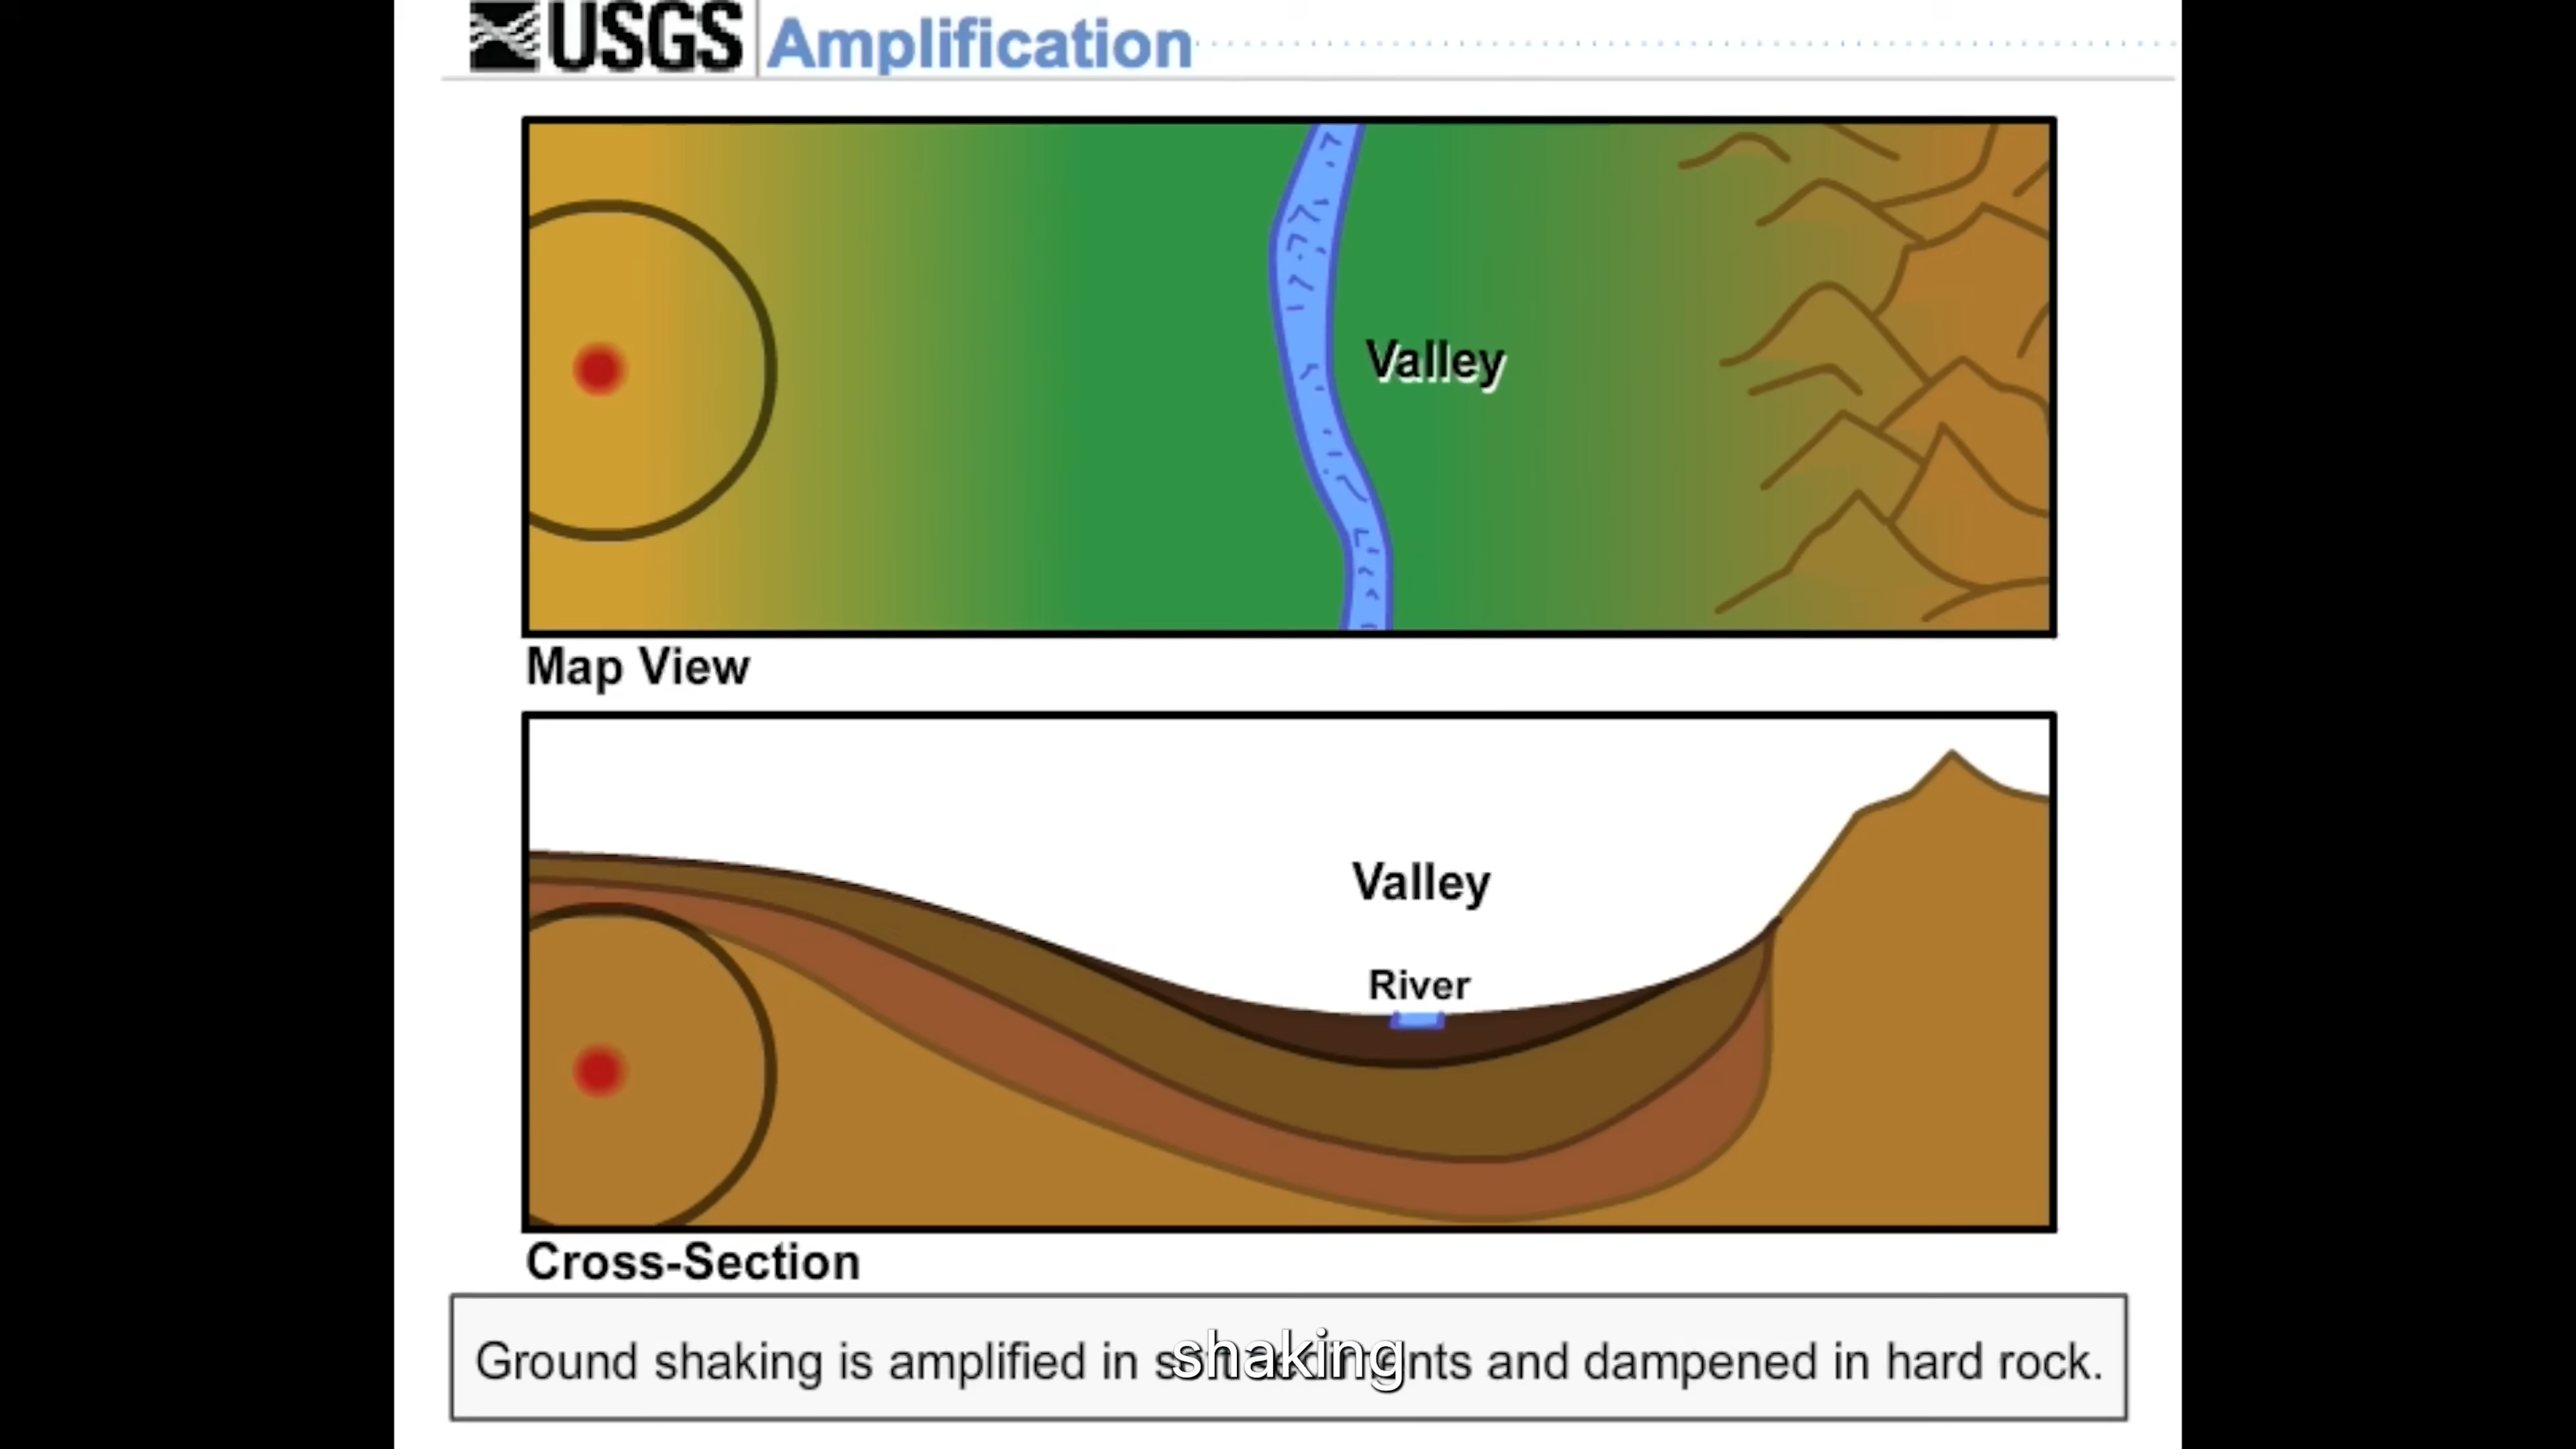 USGS Amplification
Valley
Map View
Valley
River
Cross-Section
Ground shaking is amplified in s nts and dampened in hard rock.
shaking